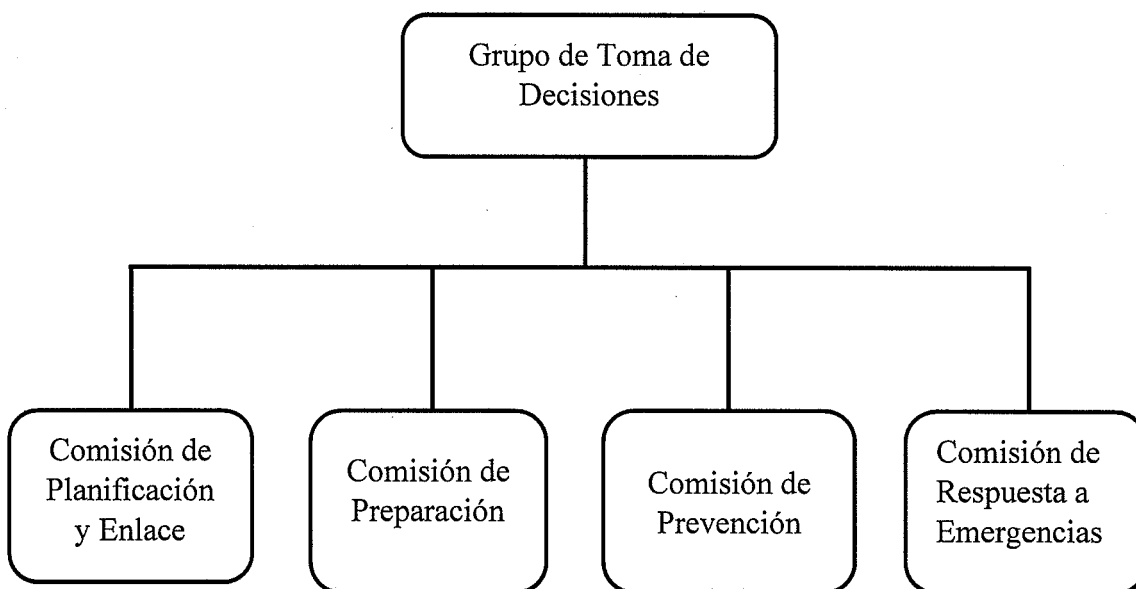 Grupo de Toma de
Decisiones
Comisión de
Planificación
y Enlace
Comisión de
Preparación
Comisión de
Prevención
Comisión de
Respuesta a
Emergencias